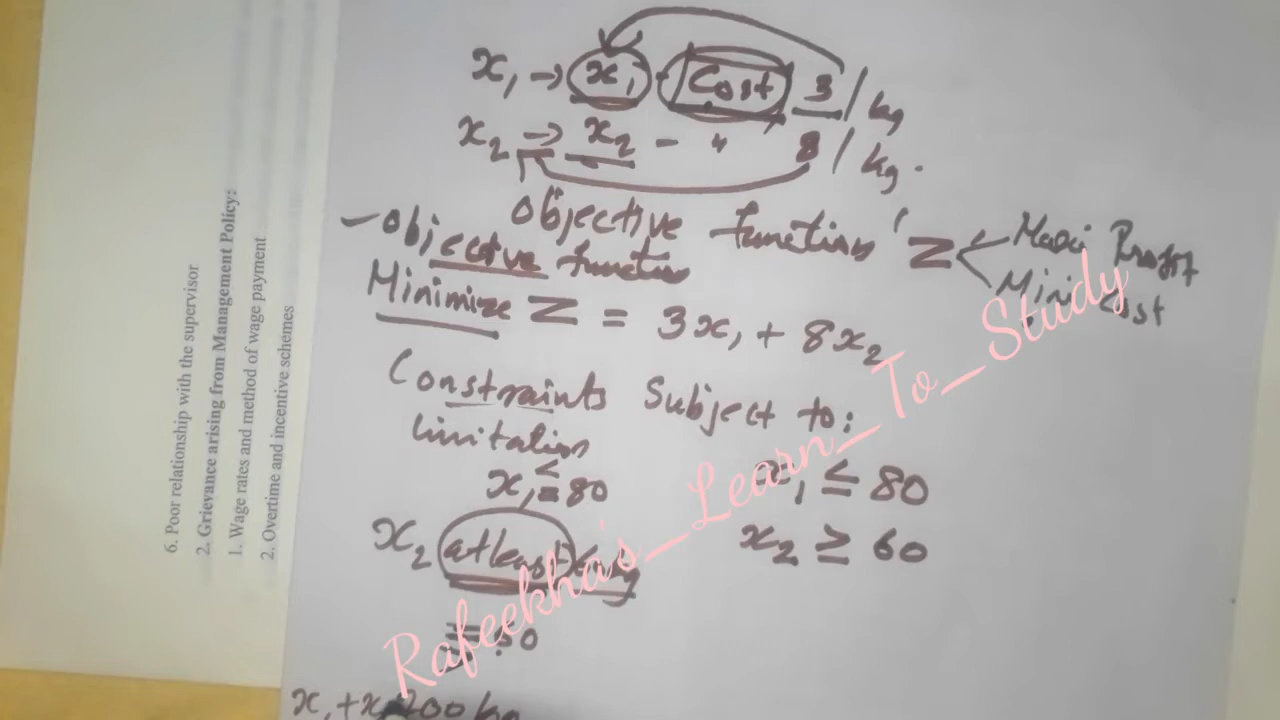 x₁ → x₁ - Cost 3 / kg
x₂ → x₂ - " 8 / kg.
Objective function 'Z Maxi Profit
Mini Cost
- Objective function
Minimize Z = 3x₁ + 8x₂
Constraints Subject to:
limitation
x₁ ≤ 80 x₁ ≤ 80
x₂ atleast x₂ ≥ 60
x₁ + x 200 kg
Rafeekha's_Learn_To_Study
6. Poor relationship with the supervisor
2. Grievance arising from Management Policy:
1. Wage rates and method of wage payment
2. Overtime and incentive schemes